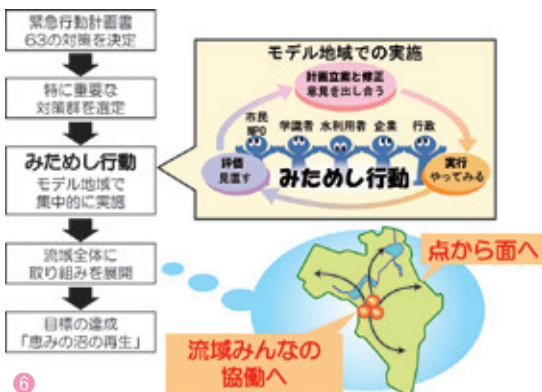 緊急行動計画書
63の対策を決定
特に重要な
対策群を選定
みためし行動
モデル地域で
集中的に実施
流域全体に
取り組みを展開
目標の達成
「恵みの沼の再生」
モデル地域での実施
計画立案と修正
意見を出し合う
市民
NPO
学識者
水利用者
企業
行政
評価
見直す
みためし行動
実行
やってみる
点から面へ
流域みんなの
協働へ
6